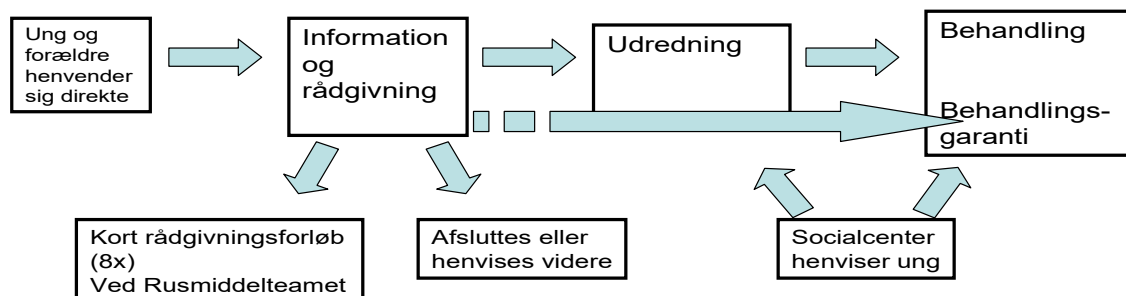 Ung og
forældre
henvender
sig direkte
Information
og
rådgivning
Udredning
Behandling
Behandlings-
garanti
Kort rådgivningsforløb
(8x)
Ved Rusmiddelteamet
Afsluttes eller
henvises videre
Socialcenter
henviser ung